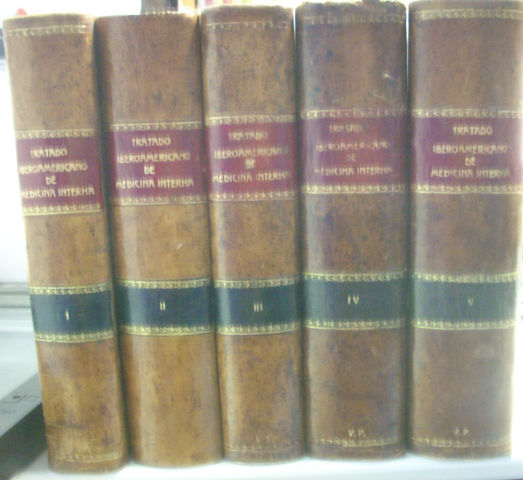 TRATADO
IBEROAMERICANO
DE
MEDICINA INTERNA
I
TRATADO
IBEROAMERICANO
DE
MEDICINA INTERNA
II
TRATADO
IBEROAMERICANO
DE
MEDICINA INTERNA
III
TRATADO
IBEROAMERICANO
DE
MEDICINA INTERNA
IV
V. P.
TRATADO
IBEROAMERICANO
DE
MEDICINA INTERNA
V